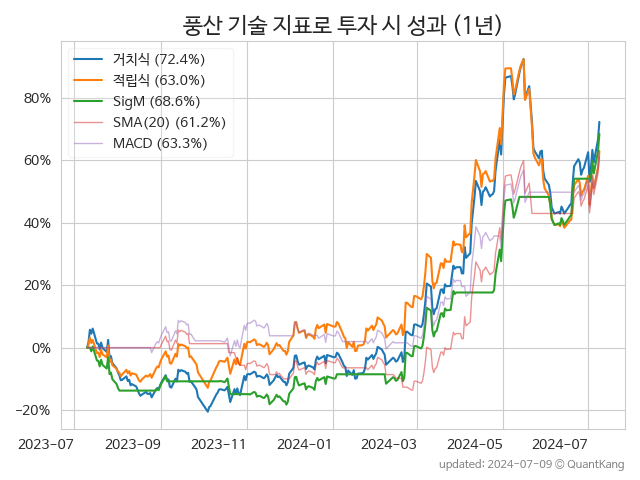 풍산 기술 지표로 투자 시 성과 (1년)
거치식 (72.4%)
적립식 (63.0%)
SigM (68.6%)
SMA(20) (61.2%)
MACD (63.3%)
80%
60%
40%
20%
0%
−20%
2023−07 2023−09 2023−11 2024−01 2024−03 2024−05 2024−07
updated: 2024-07-09 © QuantKang